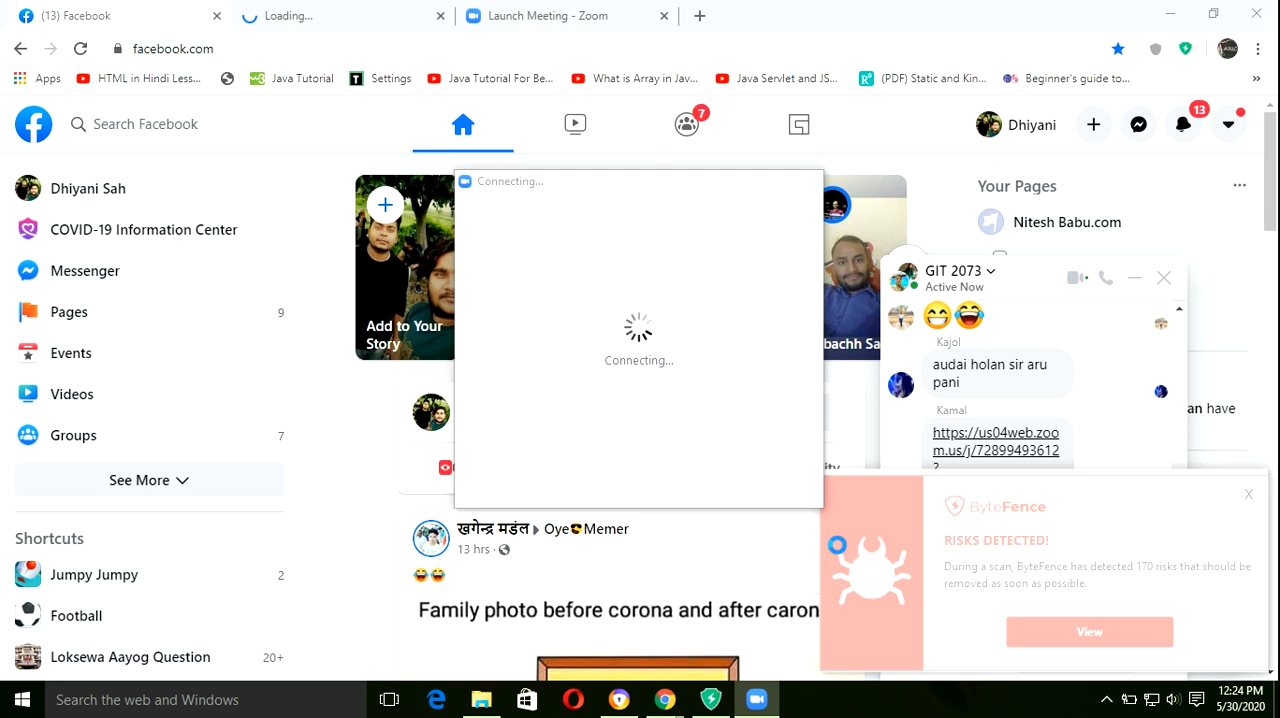 (13) Facebook
Loading...
Launch Meeting - Zoom
facebook.com
Apps
HTML in Hindi Less...
Java Tutorial
Settings
Java Tutorial For Be...
What is Array in Jav...
Java Servlet and JS...
(PDF) Static and Kin...
Beginner's guide to...
Search Facebook
7
Dhiyani
13
Dhiyani Sah
COVID-19 Information Center
Messenger
Pages 9
Events
Videos
Groups 7
See More
Shortcuts
Jumpy Jumpy 2
Football
Loksewa Aayog Question 20+
Add to Your
Story
Connecting...
Connecting...
bachh Sa
Your Pages
Nitesh Babu.com
an have
GIT 2073
Active Now
Kajol
audai holan sir aru
pani
Kamal
https://us04web.zoo
m.us/j/72899493612
?
खगेन्द्र मडंल Oye😎Memer
13 hrs ·
😂😂
Family photo before corona and after caron
ByteFence
X
RISKS DETECTED!
During a scan, ByteFence has detected 170 risks that should be
removed as soon as possible.
View
Search the web and Windows
12:24 PM
5/30/2020